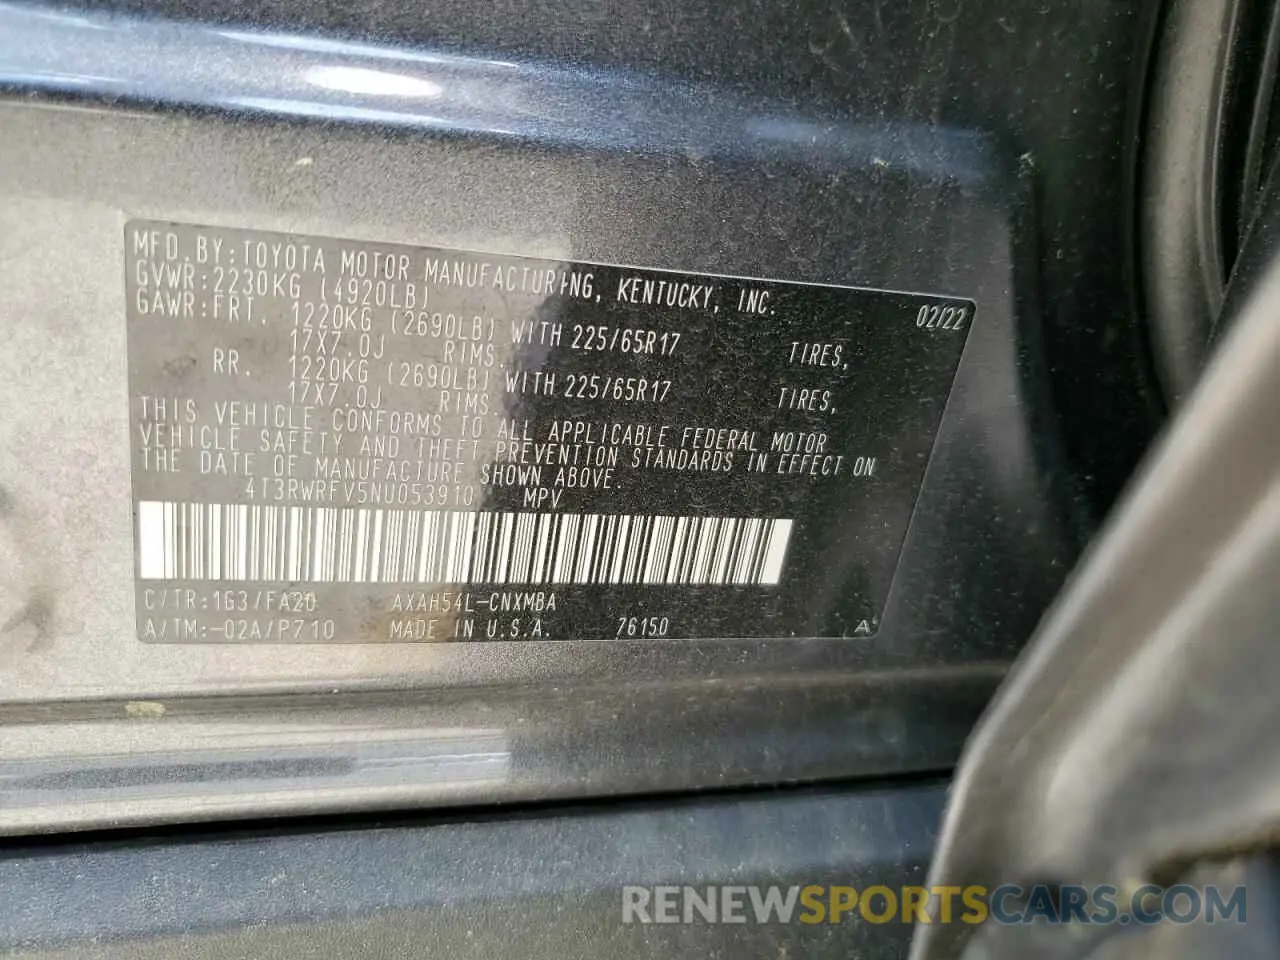 MFD.BY:TOYOTA MOTOR MANUFACTURING, KENTUCKY, INC.
GVWR:2230KG (4920LB) 02/22
GAWR:FRT. 1220KG (2690LB) WITH 225/65R17 TIRES,
17X7.0J RIMS.
RR. 1220KG (2690LB) WITH 225/65R17 TIRES,
17X7.0J RIMS.
THIS VEHICLE CONFORMS TO ALL APPLICABLE FEDERAL MOTOR
VEHICLE SAFETY AND THEFT PREVENTION STANDARDS IN EFFECT ON
THE DATE OF MANUFACTURE SHOWN ABOVE.
4T3RWRFV5NU053910 MPV
C/TR:1G3/FA20 AXAH54L-CNXMBA
A/TM:-02A/P710 MADE IN U.S.A. 76150 A
RENEWSPORTSCARS.COM